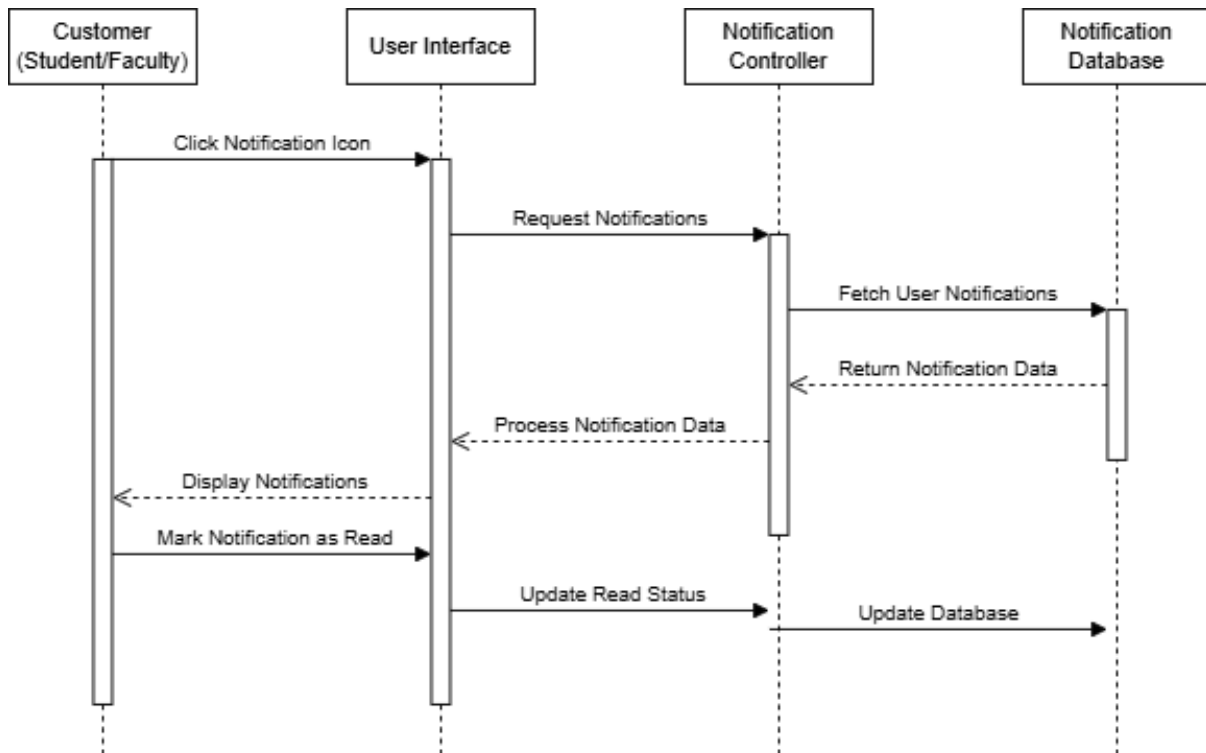 Customer
(Student/Faculty)
User Interface
Notification
Controller
Notification
Database
Click Notification Icon
Request Notifications
Fetch User Notifications
Return Notification Data
Process Notification Data
Display Notifications
Mark Notification as Read
Update Read Status
Update Database